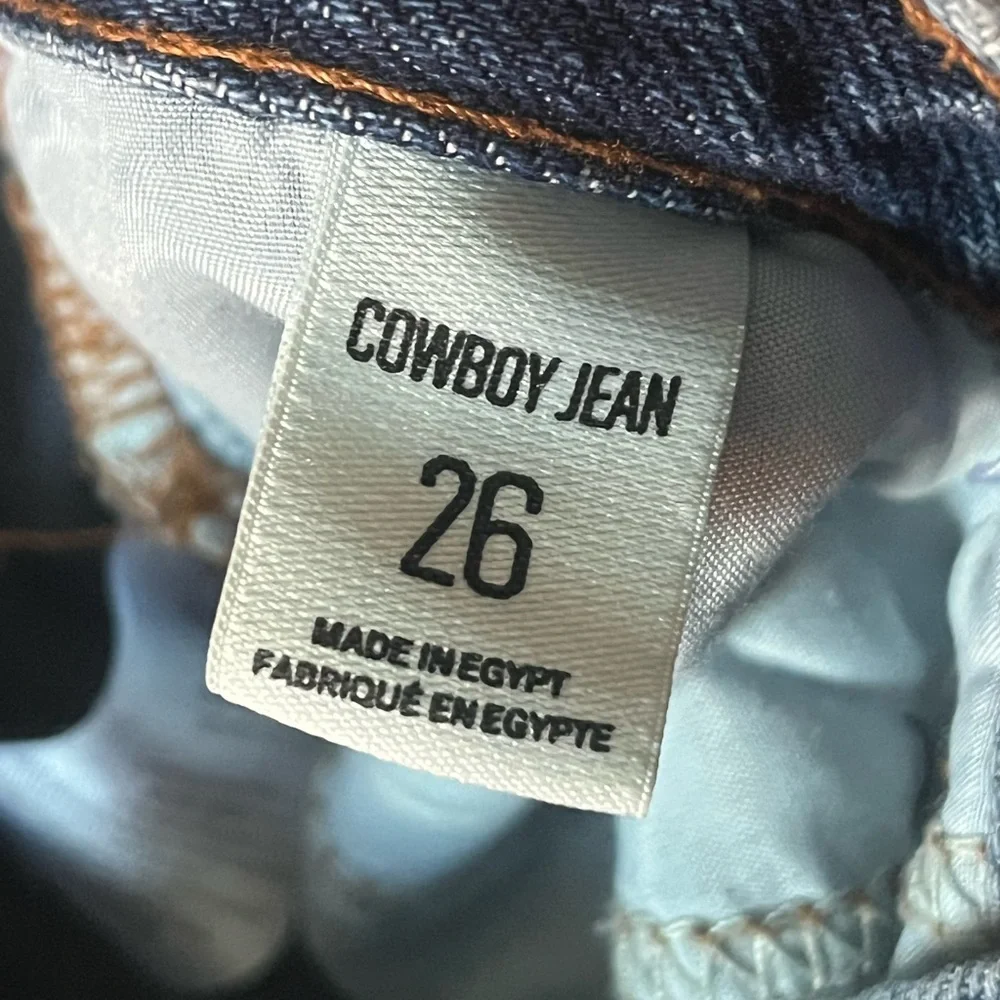 COWBOY JEAN
26
MADE IN EGYPT
FABRIQUÉ EN EGYPTE